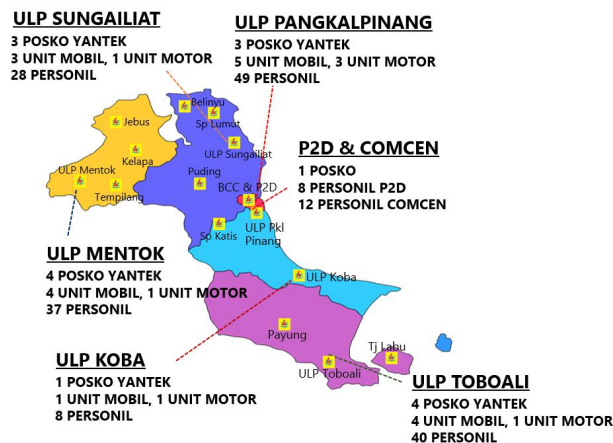 ULP SUNGAILIAT
3 POSKO YANTEK
3 UNIT MOBIL, 1 UNIT MOTOR
28 PERSONIL
ULP PANGKALPINANG
3 POSKO YANTEK
5 UNIT MOBIL, 3 UNIT MOTOR
49 PERSONIL
Belinyu
Sp Lumut
Jebus
ULP Sungailiat
Kelapa
ULP Mentok
Tempilang
Puding
BCC & P2D
P2D & COMCEN
1 POSKO
8 PERSONIL P2D
12 PERSONIL COMCEN
ULP Pkl
Pinang
Sp Katis
ULP MENTOK
4 POSKO YANTEK
4 UNIT MOBIL, 1 UNIT MOTOR
37 PERSONIL
ULP Koba
Payung
Tj Labu
ULP Toboali
ULP KOBA
1 POSKO YANTEK
1 UNIT MOBIL, 1 UNIT MOTOR
8 PERSONIL
ULP TOBOALI
4 POSKO YANTEK
4 UNIT MOBIL, 1 UNIT MOTOR
40 PERSONIL